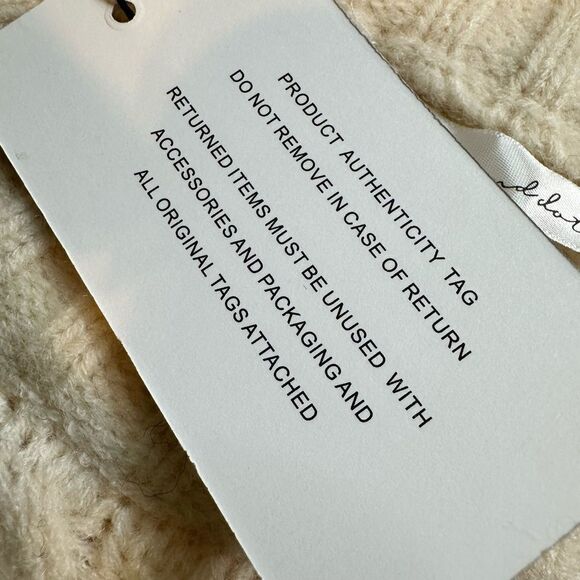 PRODUCT AUTHENTICITY TAG
DO NOT REMOVE IN CASE OF RETURN
RETURNED ITEMS MUST BE UNUSED WITH
ACCESSORIES AND PACKAGING AND
ALL ORIGINAL TAGS ATTACHED